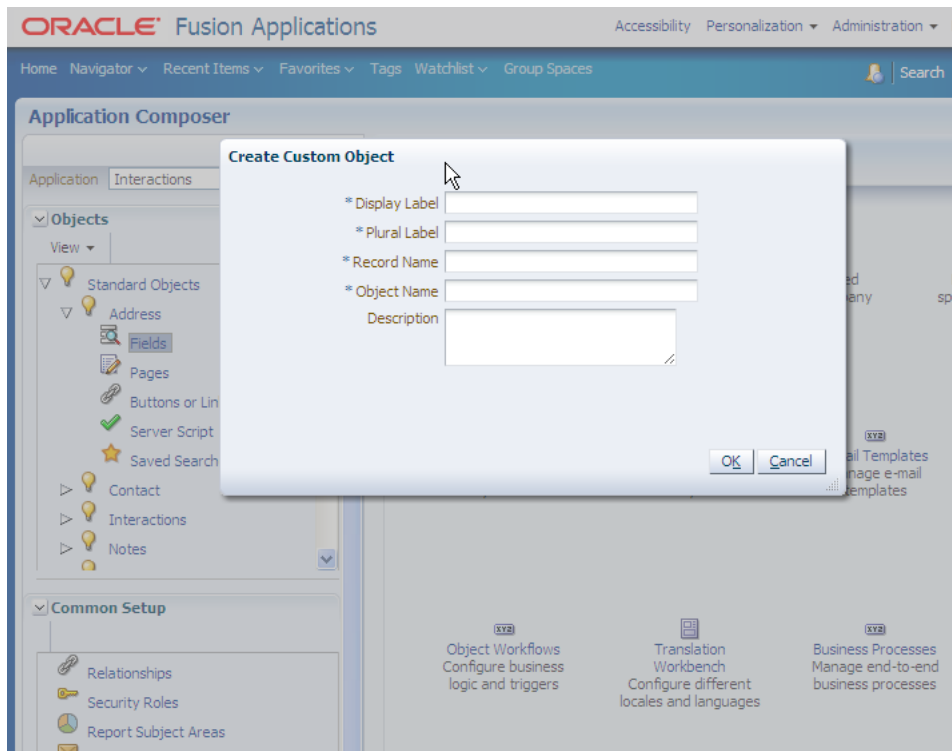 ORACLE Fusion Applications
Accessibility Personalization Administration
Home Navigator Recent Items Favorites Tags Watchlist Group Spaces
Search
Application Composer
Application Interactions
Objects
View
Standard Objects
Address
Fields
Pages
Buttons or Lin
Server Script
Saved Search
Contact
Interactions
Notes
Common Setup
Relationships
Security Roles
Report Subject Areas
Create Custom Object
* Display Label
* Plural Label
* Record Name
* Object Name
Description
OK Cancel
ed
any
sp
XYZ
ail Templates
nage e-mail
templates
XYZ
Object Workflows
Configure business
logic and triggers
Translation
Workbench
Configure different
locales and languages
XYZ
Business Processes
Manage end-to-end
business processes